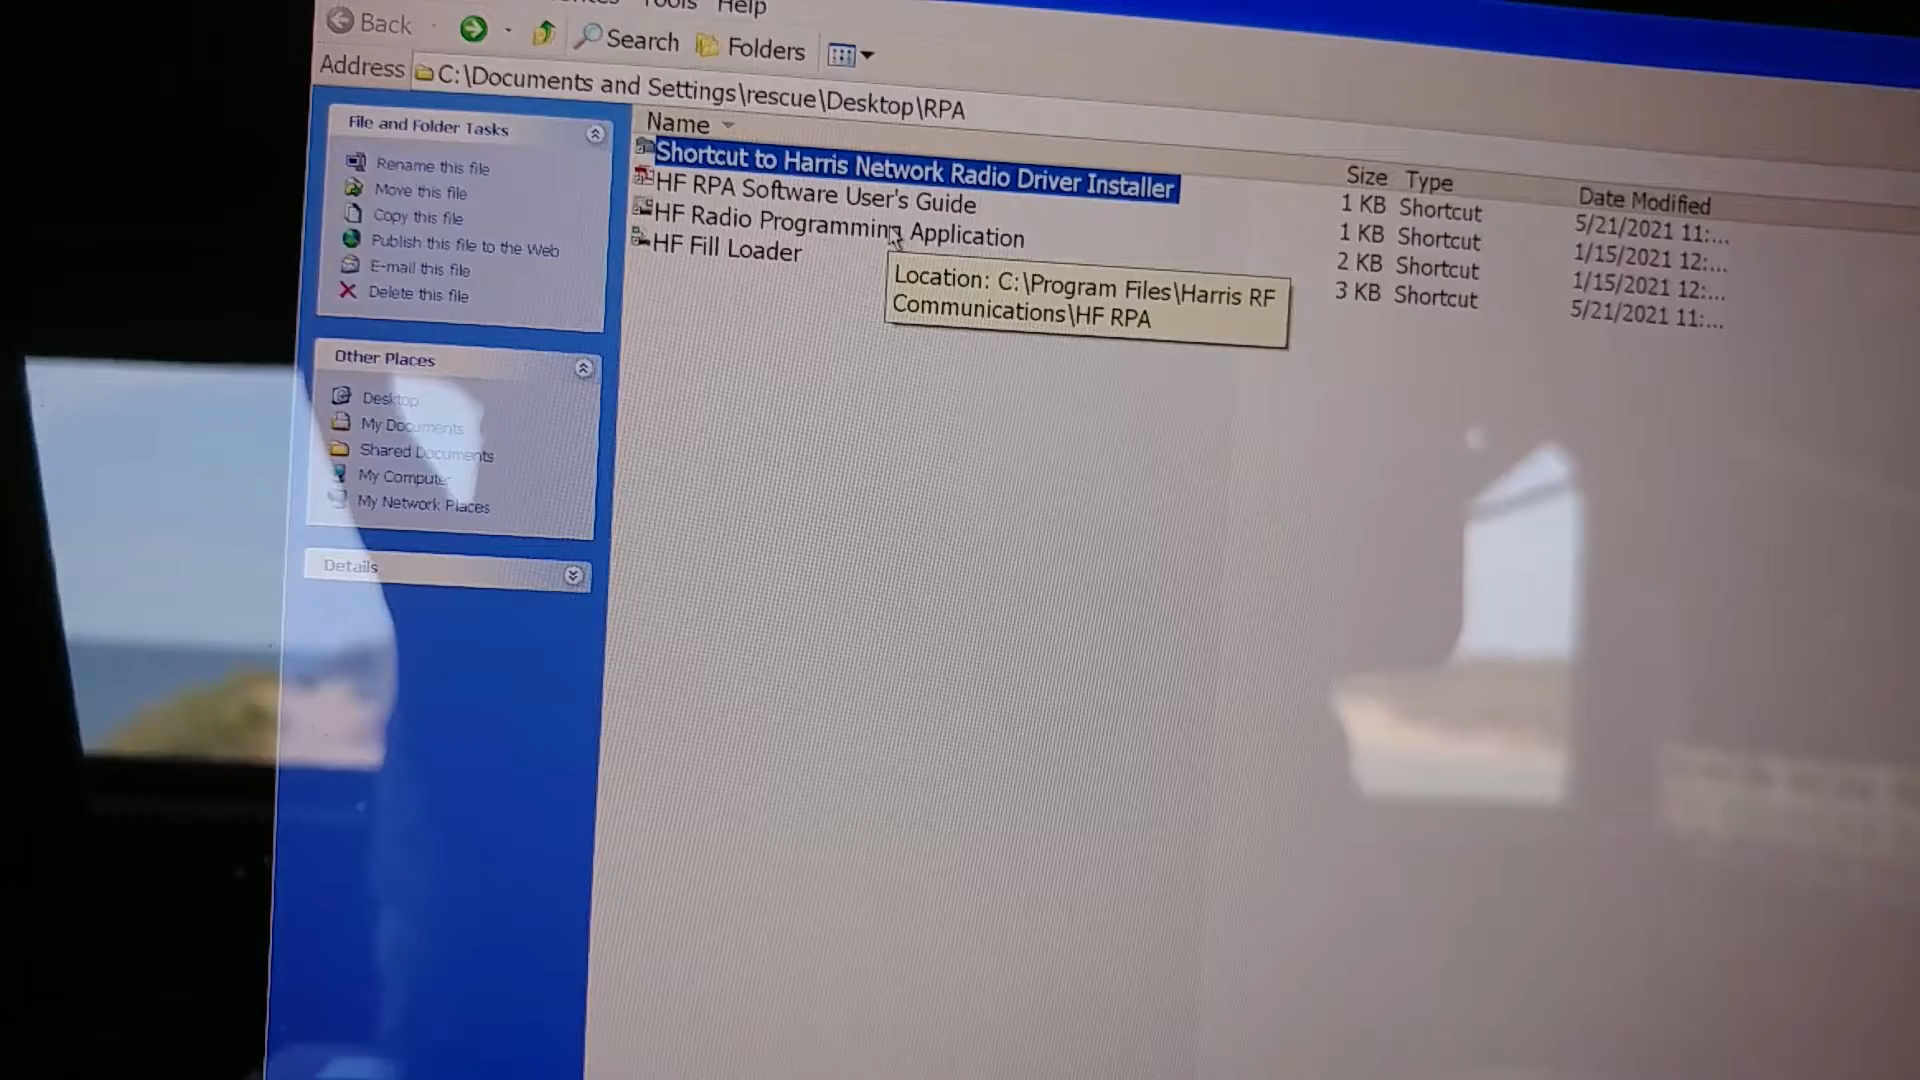 Tools Help
Back Search Folders
Address C:\Documents and Settings\rescue\Desktop\RPA
File and Folder Tasks
Rename this file
Move this file
Copy this file
Publish this file to the Web
E-mail this file
Delete this file
Other Places
Desktop
My Documents
Shared Documents
My Computer
My Network Places
Details
Name Size Type Date Modified
Shortcut to Harris Network Radio Driver Installer 1 KB Shortcut 5/21/2021 11:...
HF RPA Software User's Guide 1 KB Shortcut 1/15/2021 12:...
HF Radio Programming Application 2 KB Shortcut 1/15/2021 12:...
HF Fill Loader 3 KB Shortcut 5/21/2021 11:...
Location: C:\Program Files\Harris RF
Communications\HF RPA